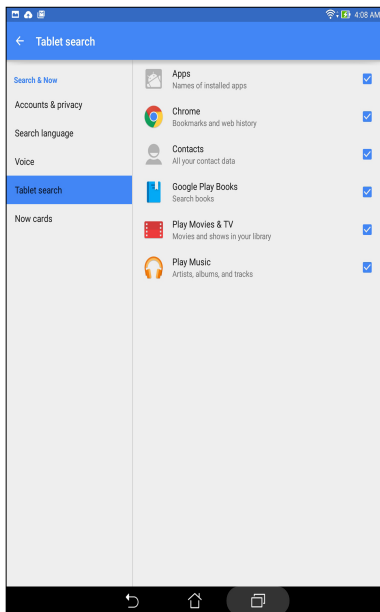 4:08 AM
Tablet search
Search & Now
Accounts & privacy
Search language
Voice
Tablet search
Now cards
Apps
Names of installed apps
Chrome
Bookmarks and web history
Contacts
All your contact data
Google Play Books
Search books
Play Movies & TV
Movies and shows in your library
Play Music
Artists, albums, and tracks